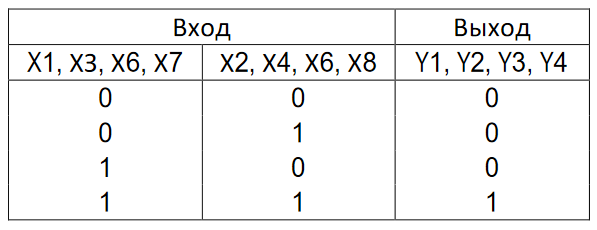 Вход Выход
X1, X3, X6, X7 X2, X4, X6, X8 Y1, Y2, Y3, Y4
0 0 0
0 1 0
1 0 0
1 1 1